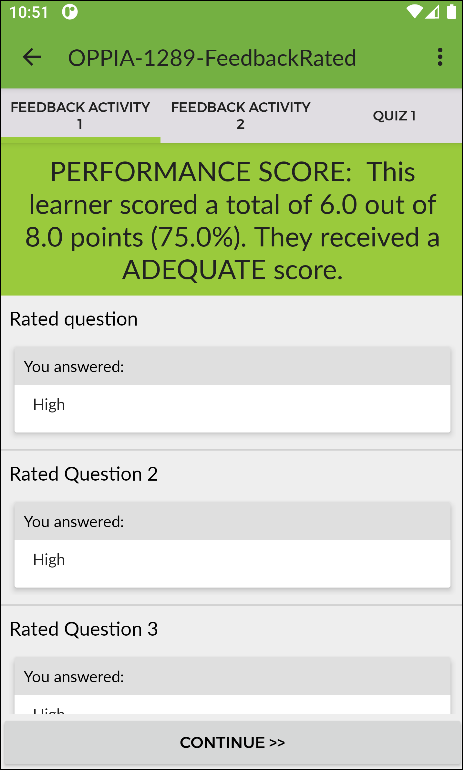 10:51
OPPIA-1289-FeedbackRated
FEEDBACK ACTIVITY
1
FEEDBACK ACTIVITY
2
QUIZ 1
PERFORMANCE SCORE: This
learner scored a total of 6.0 out of
8.0 points (75.0%). They received a
ADEQUATE score.
Rated question
You answered:
High
Rated Question 2
You answered:
High
Rated Question 3
You answered:
High
CONTINUE >>